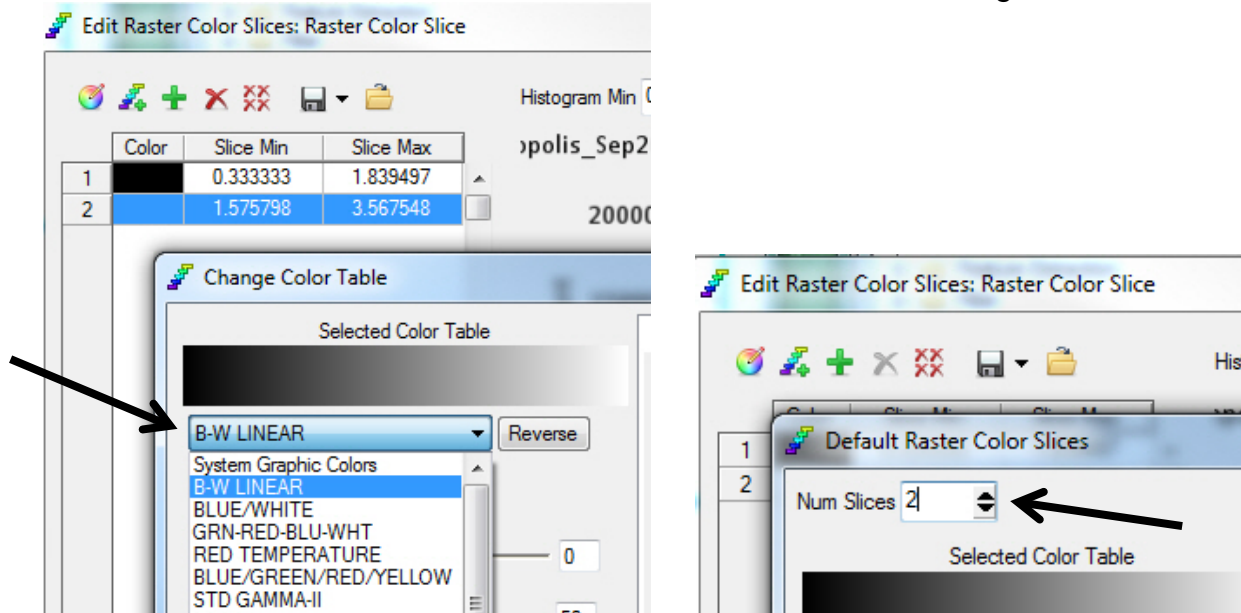 Edit Raster Color Slices: Raster Color Slice
Histogram Min
Color Slice Min Slice Max
1 0.333333 1.839497
2 1.575798 3.567548
opolis_Sep2
20000
Change Color Table
Selected Color Table
B-W LINEAR
Reverse
System Graphic Colors
B-W LINEAR
BLUE/WHITE
GRN-RED-BLU-WHT
RED TEMPERATURE
0
BLUE/GREEN/RED/YELLOW
STD GAMMA-II
Edit Raster Color Slices: Raster Color Slice
His
1
2
Default Raster Color Slices
Num Slices 2
Selected Color Table